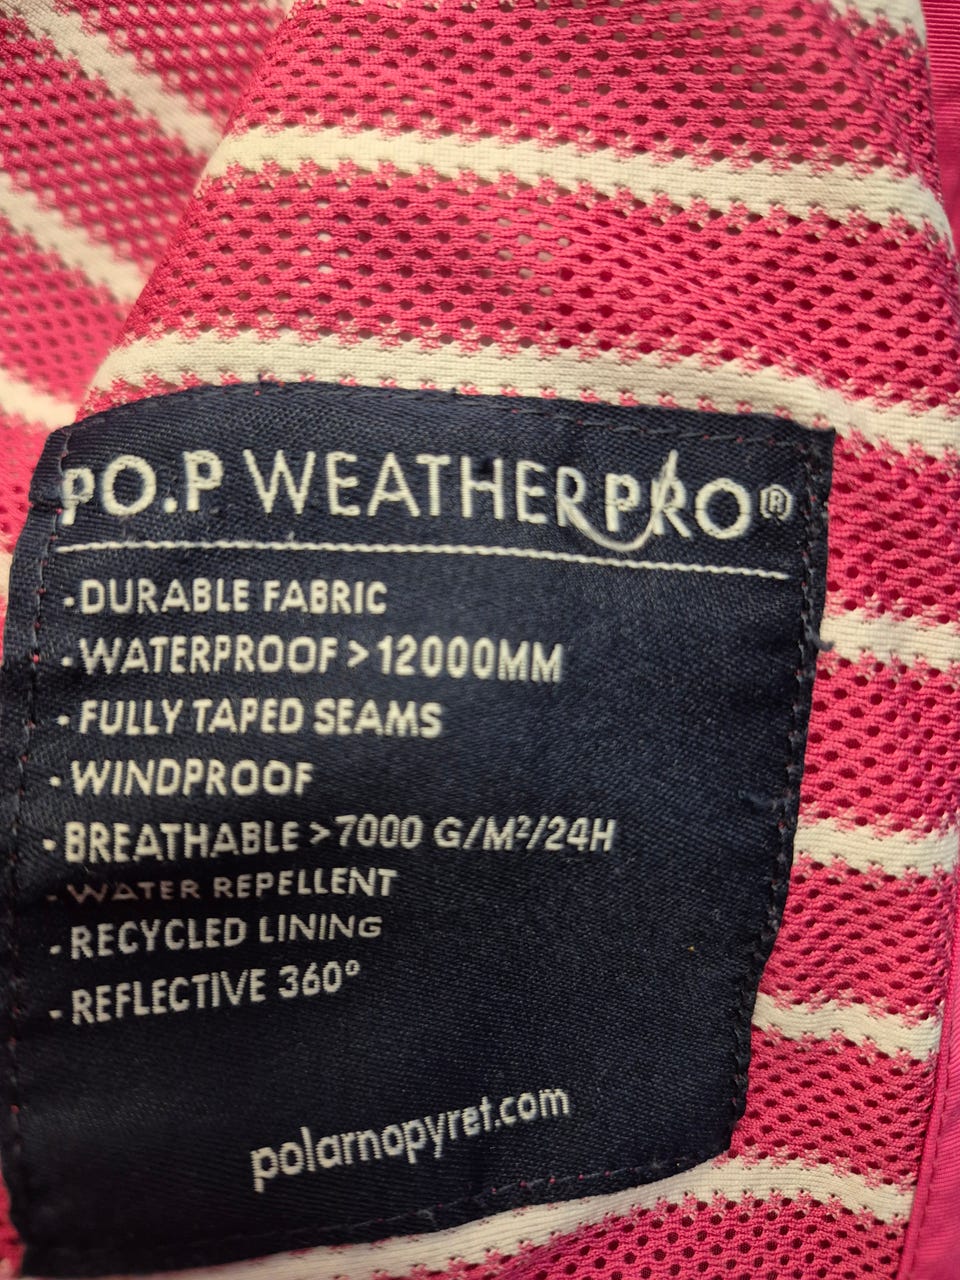 PO.P WEATHERPRO®
- DURABLE FABRIC
- WATERPROOF > 12000MM
- FULLY TAPED SEAMS
- WINDPROOF
- BREATHABLE > 7000 G/M²/24H
- WATER REPELLENT
- RECYCLED LINING
- REFLECTIVE 360°
polarnopyret.com